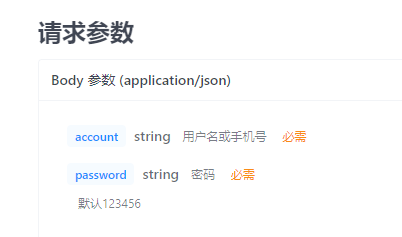 请求参数
Body 参数 (application/json)
account string 用户名或手机号 必需
password string 密码 必需
默认123456